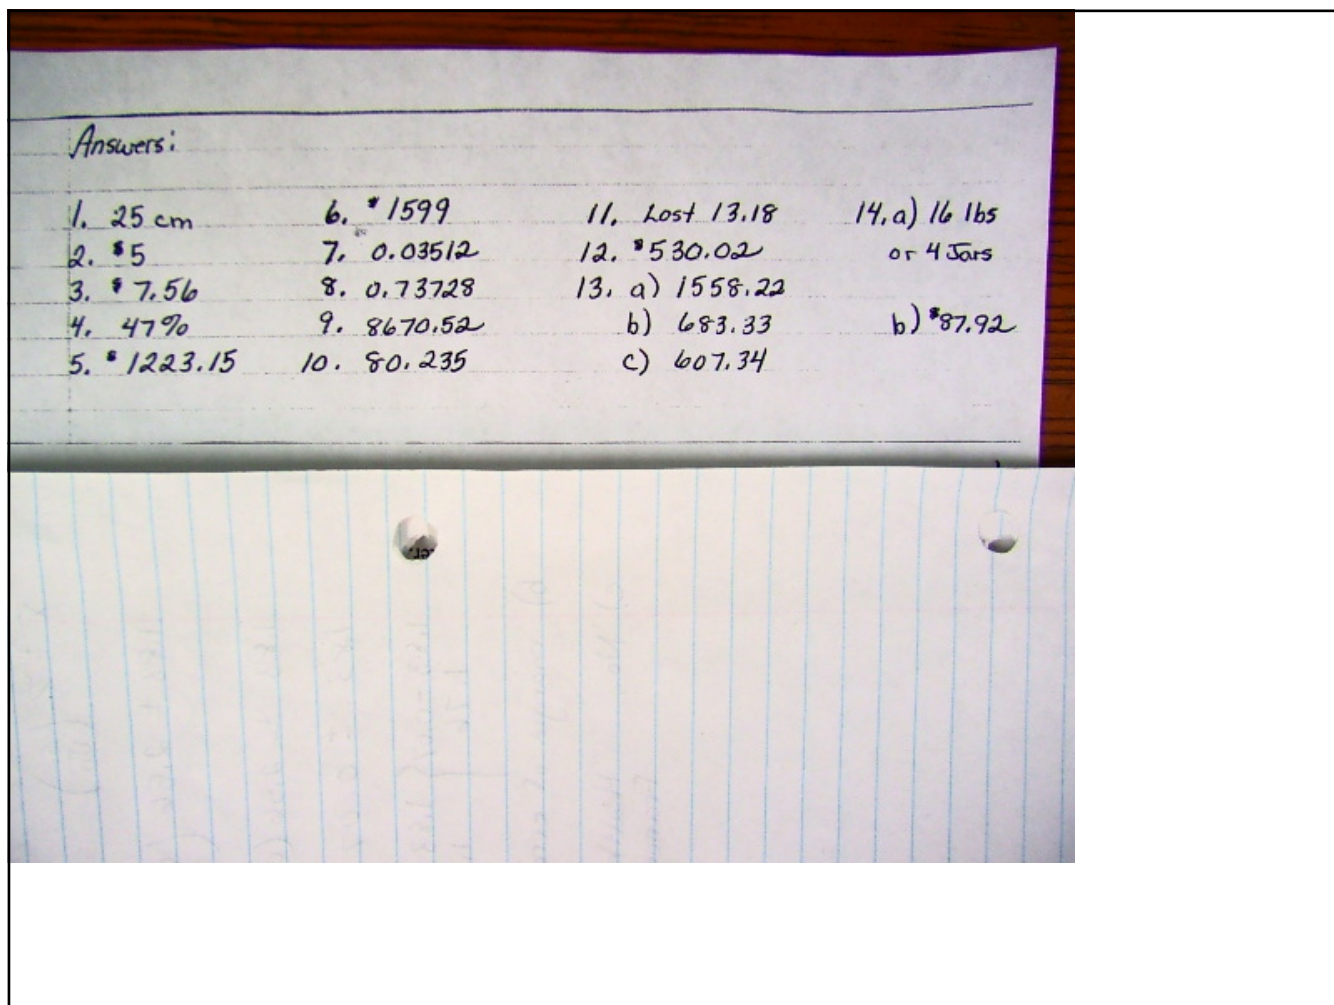 Answers:
1. 25 cm
2. $5
3. $7.56
4. 47%
5. $1223.15
6. $1599
7. 0.03512
8. 0.73728
9. 8670.52
10. 80.235
11. Lost 13.18
12. $530.02
13. a) 1558.22
b) 683.33
c) 607.34
14. a) 16 lbs
or 4 Jars
b) $87.92